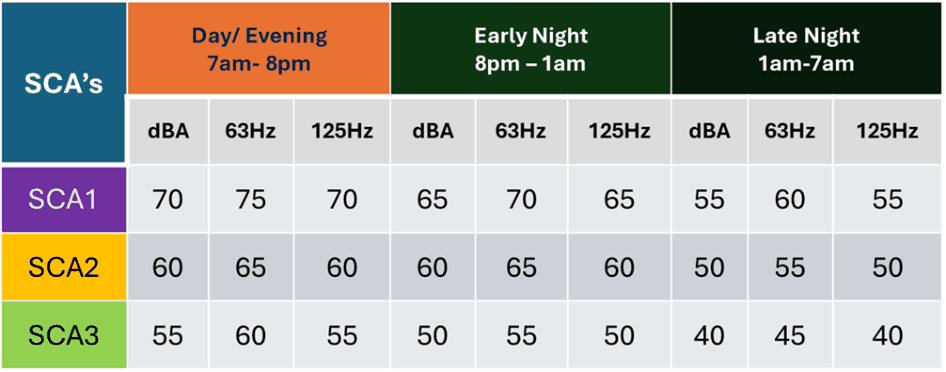 SCA's
Day/ Evening
7am- 8pm
Early Night
8pm – 1am
Late Night
1am-7am
dBA 63Hz 125Hz dBA 63Hz 125Hz dBA 63Hz 125Hz
SCA1 70 75 70 65 70 65 55 60 55
SCA2 60 65 60 60 65 60 50 55 50
SCA3 55 60 55 50 55 50 40 45 40